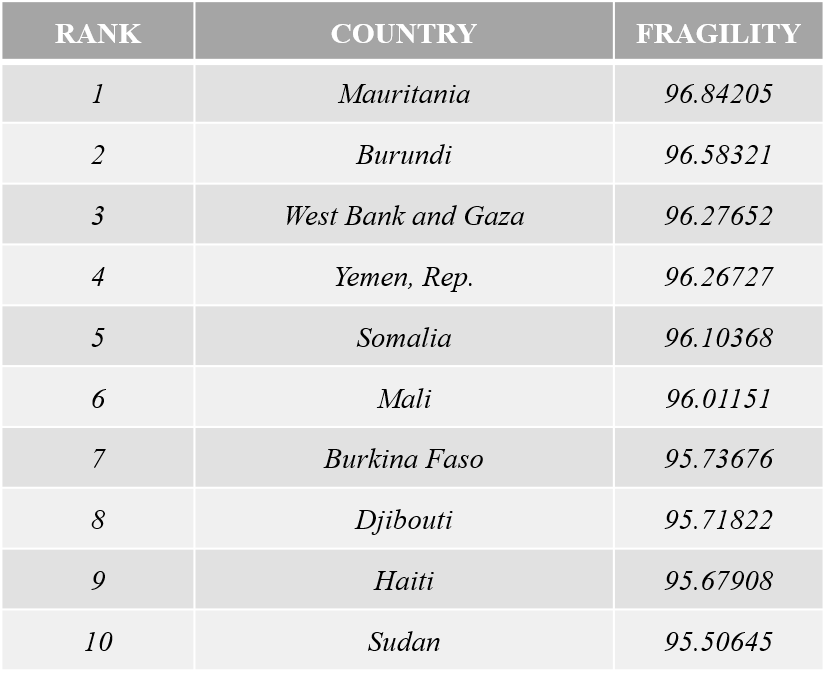 RANK COUNTRY FRAGILITY
1 Mauritania 96.84205
2 Burundi 96.58321
3 West Bank and Gaza 96.27652
4 Yemen, Rep. 96.26727
5 Somalia 96.10368
6 Mali 96.01151
7 Burkina Faso 95.73676
8 Djibouti 95.71822
9 Haiti 95.67908
10 Sudan 95.50645